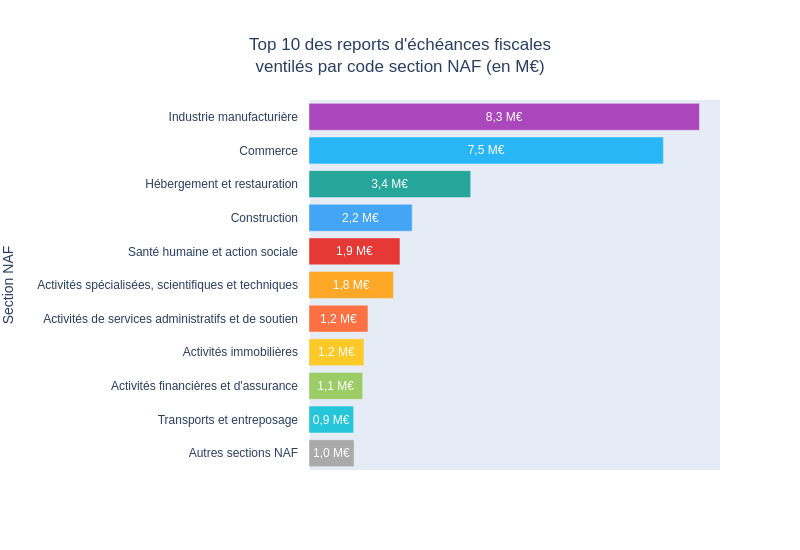 Top 10 des reports d'échéances fiscales
ventilés par code section NAF (en M€)
Section NAF
Industrie manufacturière 8,3 M€
Commerce 7,5 M€
Hébergement et restauration 3,4 M€
Construction 2,2 M€
Santé humaine et action sociale 1,9 M€
Activités spécialisées, scientifiques et techniques 1,8 M€
Activités de services administratifs et de soutien 1,2 M€
Activités immobilières 1,2 M€
Activités financières et d'assurance 1,1 M€
Transports et entreposage 0,9 M€
Autres sections NAF 1,0 M€